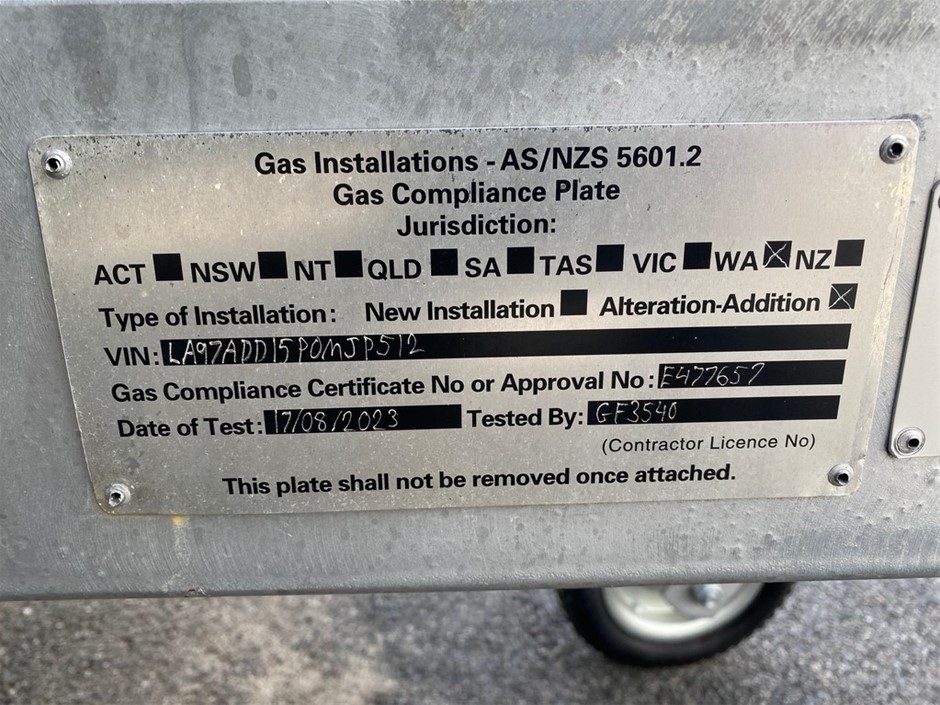 Gas Installations - AS/NZS 5601.2
Gas Compliance Plate
Jurisdiction:
ACT NSW NT QLD SA TAS VIC WA NZ
Type of Installation: New Installation Alteration-Addition
VIN: LA97ADD15P0MJP512
Gas Compliance Certificate No or Approval No: E477657
Date of Test: 17/08/2023 Tested By: GF3540
(Contractor Licence No)
This plate shall not be removed once attached.